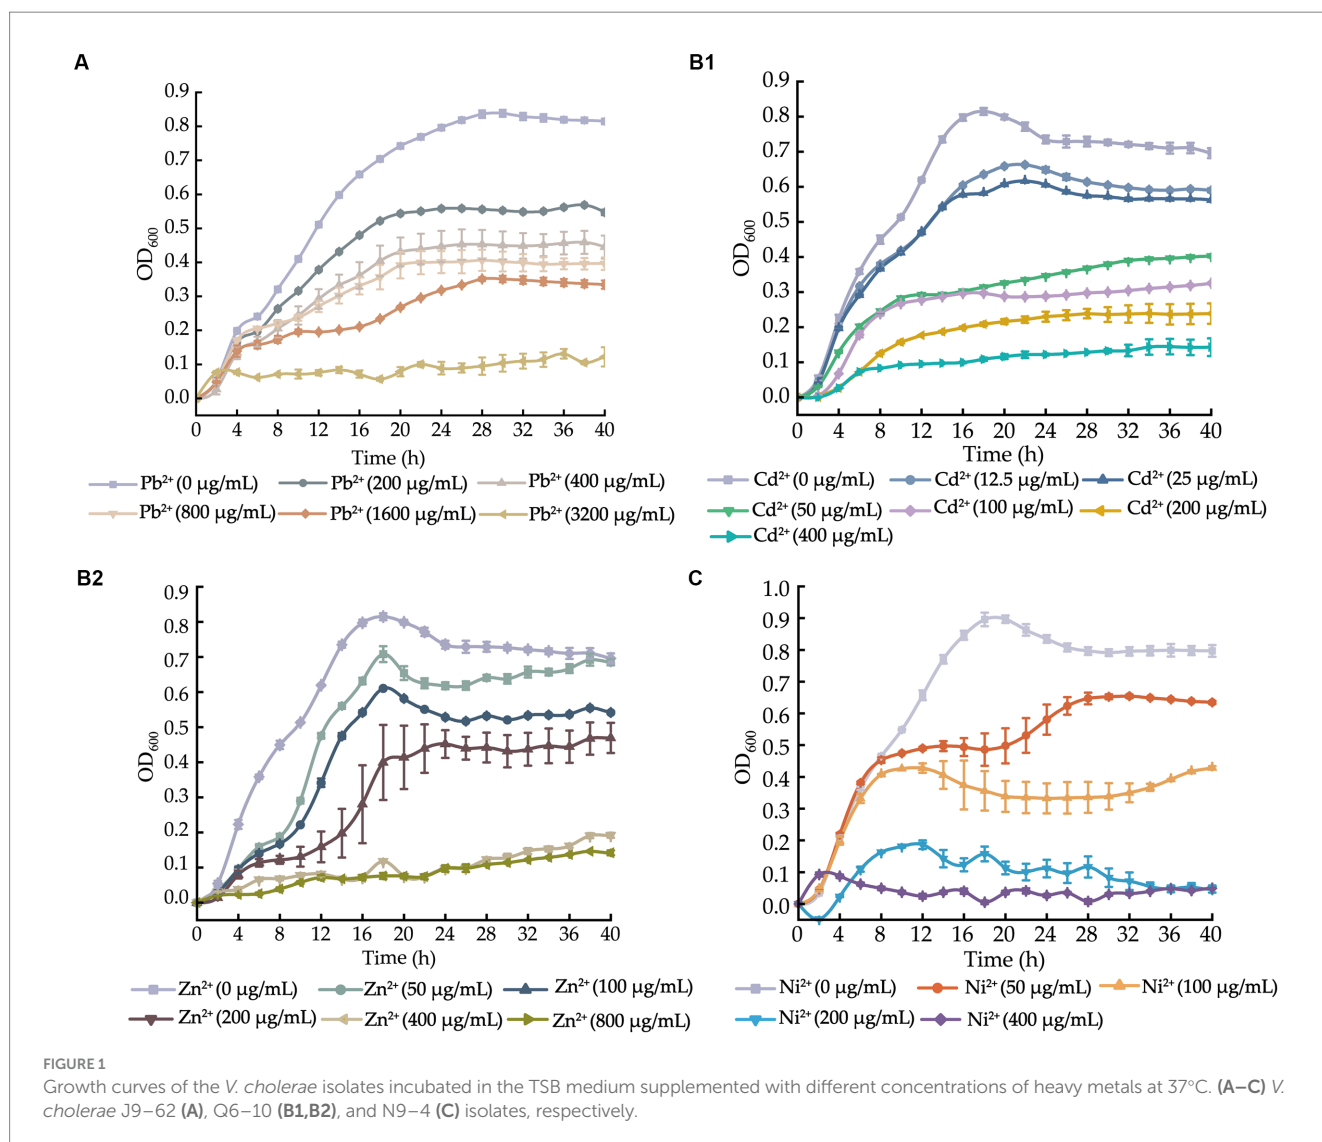 A
0.9
0.8
0.7
0.6
0.5
0.4
0.3
0.2
0.1
0.0
OD600
0 4 8 12 16 20 24 28 32 36 40
Time (h)
Pb²⁺ (0 µg/mL) Pb²⁺ (200 µg/mL) Pb²⁺ (400 µg/mL)
Pb²⁺ (800 µg/mL) Pb²⁺ (1600 µg/mL) Pb²⁺ (3200 µg/mL)
B1
0.9
0.8
0.7
0.6
0.5
0.4
0.3
0.2
0.1
0.0
OD600
0 4 8 12 16 20 24 28 32 36 40
Time (h)
Cd²⁺ (0 µg/mL) Cd²⁺ (12.5 µg/mL) Cd²⁺ (25 µg/mL)
Cd²⁺ (50 µg/mL) Cd²⁺ (100 µg/mL) Cd²⁺ (200 µg/mL)
Cd²⁺ (400 µg/mL)
B2
0.9
0.8
0.7
0.6
0.5
0.4
0.3
0.2
0.1
0.0
OD600
0 4 8 12 16 20 24 28 32 36 40
Time (h)
Zn²⁺ (0 µg/mL) Zn²⁺ (50 µg/mL) Zn²⁺ (100 µg/mL)
Zn²⁺ (200 µg/mL) Zn²⁺ (400 µg/mL) Zn²⁺ (800 µg/mL)
C
1.0
0.9
0.8
0.7
0.6
0.5
0.4
0.3
0.2
0.1
0.0
OD600
0 4 8 12 16 20 24 28 32 36 40
Time (h)
Ni²⁺ (0 µg/mL) Ni²⁺ (50 µg/mL) Ni²⁺ (100 µg/mL)
Ni²⁺ (200 µg/mL) Ni²⁺ (400 µg/mL)
FIGURE 1
Growth curves of the V. cholerae isolates incubated in the TSB medium supplemented with different concentrations of heavy metals at 37°C. (A–C) V.
cholerae J9–62 (A), Q6–10 (B1,B2), and N9–4 (C) isolates, respectively.